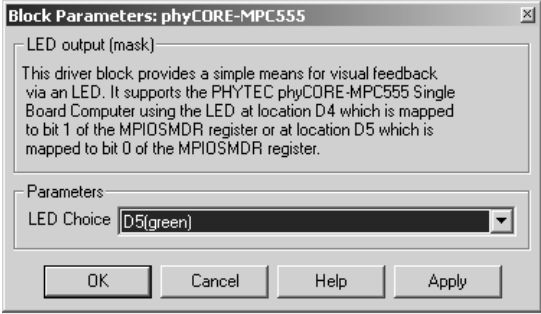 Block Parameters: phyCORE-MPC555
LED output (mask)
This driver block provides a simple means for visual feedback
via an LED. It supports the PHYTEC phyCORE-MPC555 Single
Board Computer using the LED at location D4 which is mapped
to bit 1 of the MPIOSMDR register or at location D5 which is
mapped to bit 0 of the MPIOSMDR register.
Parameters
LED Choice D5(green)
OK Cancel Help Apply